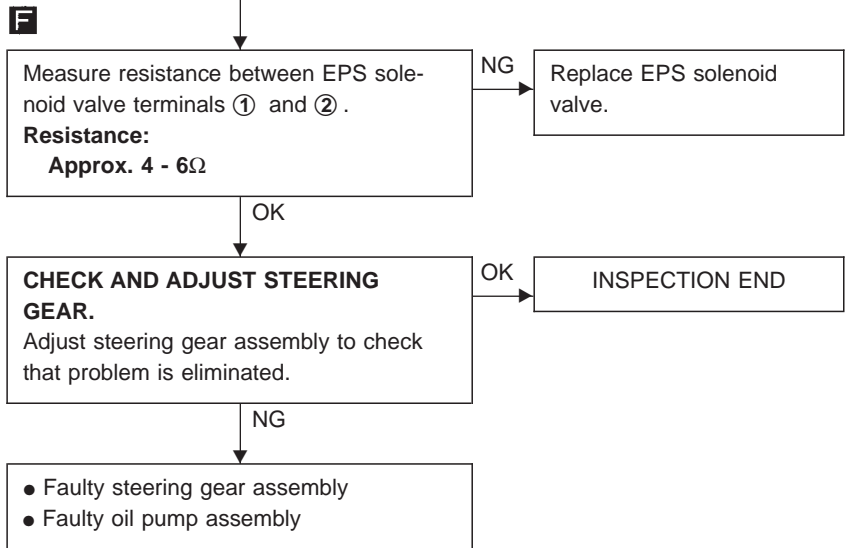 F
Measure resistance between EPS sole-
noid valve terminals ① and ② .
Resistance:
Approx. 4 - 6Ω
NG
Replace EPS solenoid
valve.
OK
CHECK AND ADJUST STEERING
GEAR.
Adjust steering gear assembly to check
that problem is eliminated.
OK
INSPECTION END
NG
● Faulty steering gear assembly
● Faulty oil pump assembly